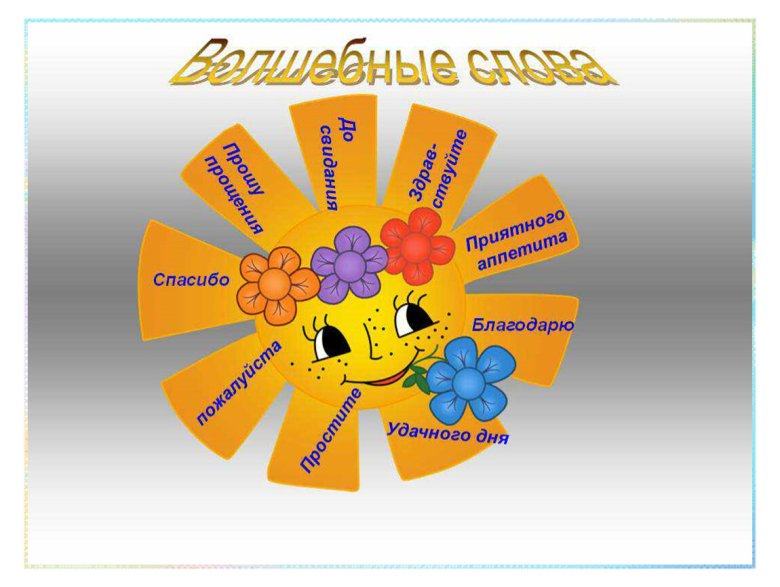 Волшебные слова
До
свидания
Здрав-
ствуйте
Приятного
аппетита
Благодарю
Удачного дня
Простите
пожалуйста
Спасибо
Прошу
прощения